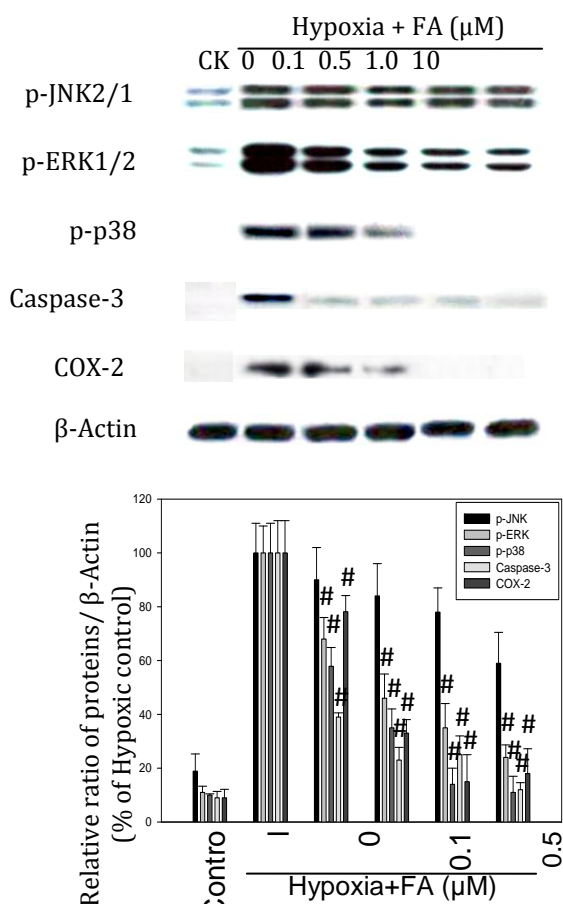 Hypoxia + FA (µM)
CK 0 0.1 0.5 1.0 10
p-JNK2/1
p-ERK1/2
p-p38
Caspase-3
COX-2
β-Actin
Relative ratio of proteins/ β-Actin
(% of Hypoxic control)
120
100
80
60
40
20
0
p-JNK
p-ERK
p-p38
Caspase-3
COX-2
# # # #
# # # #
# # # #
# # # #
Contro
l
0
0.1
0.5
Hypoxia+FA (µM)